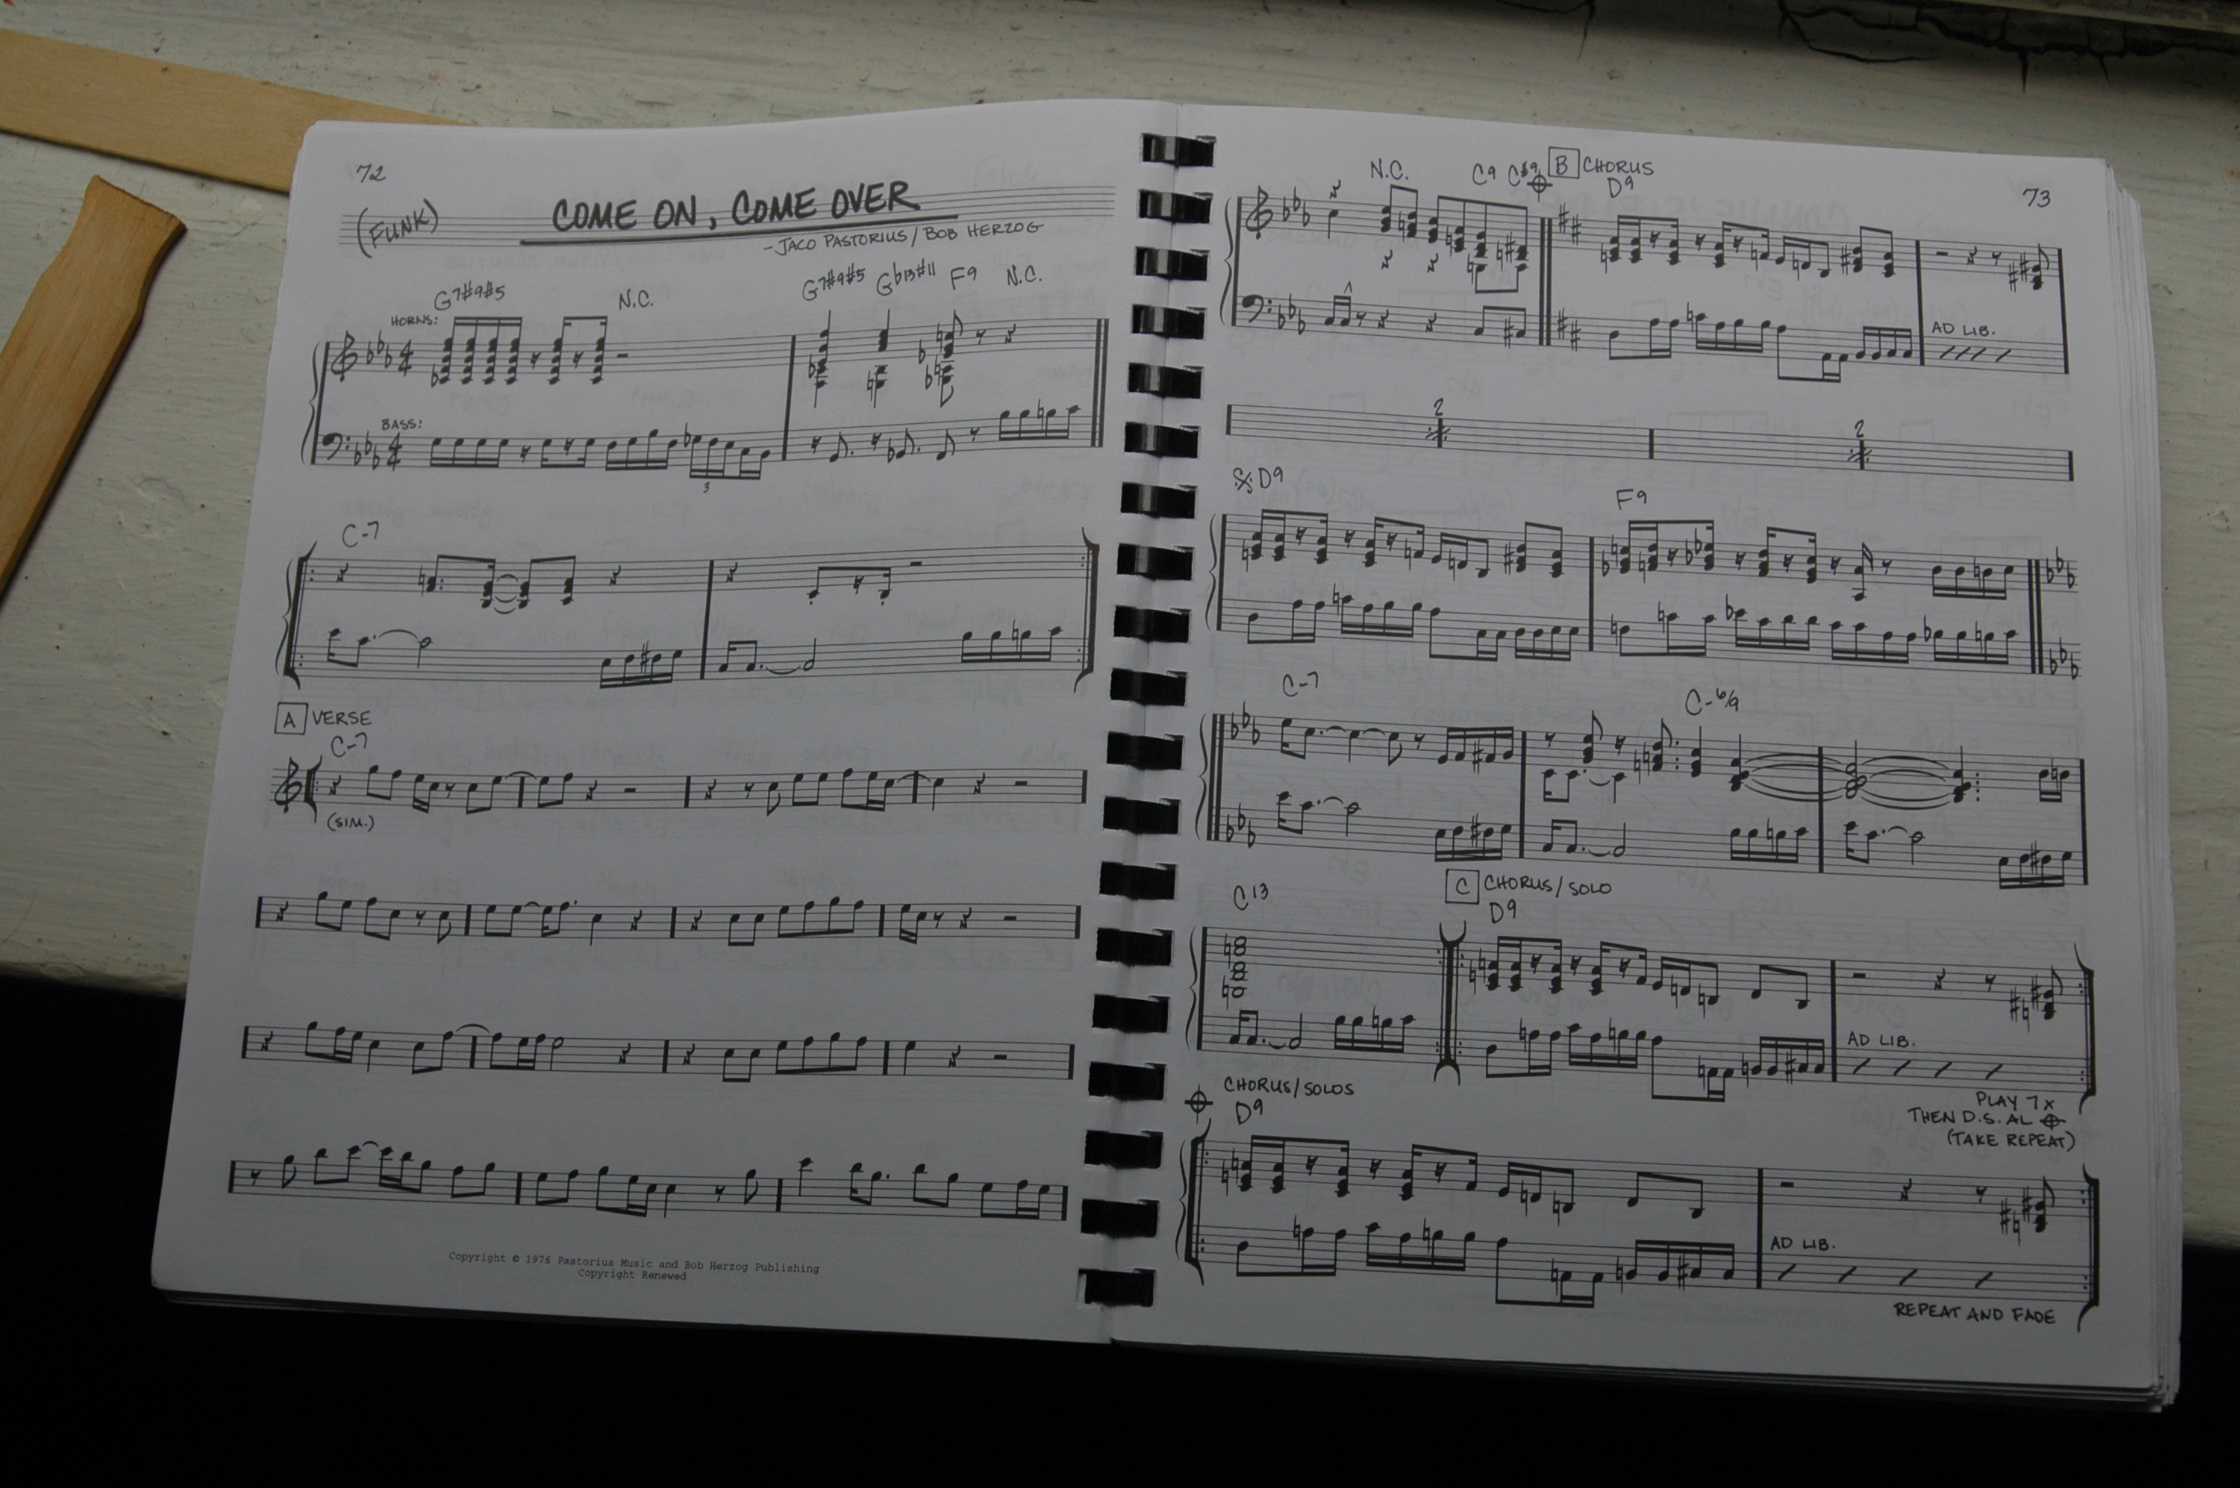 72
(FUNK)
COME ON, COME OVER
-JACO PASTORIUS/BOB HERZOG
G7#9#5 N.C. G7#9#5 Gb13#11 F9 N.C.
HORNS:
BASS:
3
C-7
A VERSE
C-7
(SIM.)
Copyright © 1976 Pastorius Music and Bob Herzog Publishing
Copyright Renewed
73
N.C. C9 C#9 B CHORUS
D9
AD LIB.
2 2
D9 F9
C-7 C-6/9
C13 C CHORUS/SOLO
D9
AD LIB.
PLAY 7x
THEN D.S. AL
(TAKE REPEAT)
CHORUS/SOLOS
D9
AD LIB.
REPEAT AND FADE